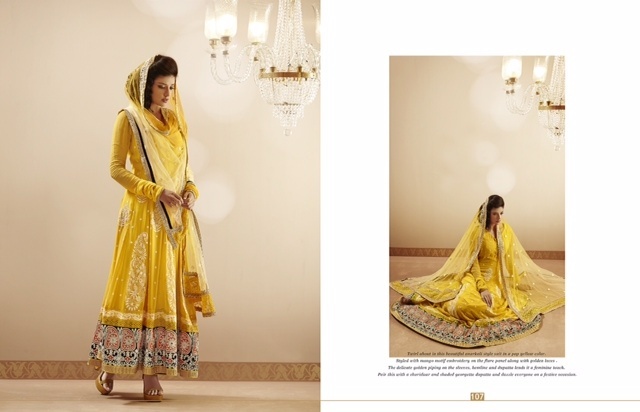 Twirl about in this beautiful anarkali style suit in a pop yellow color.
Styled with mango motif embroidery on the flare panel along with golden laces .
The delicate golden piping on the sleeves, hemline and dupatta lends it a feminine touch.
Pair this with a churidaar and shaded georgette dupatta and dazzle everyone on a festive occasion.
107